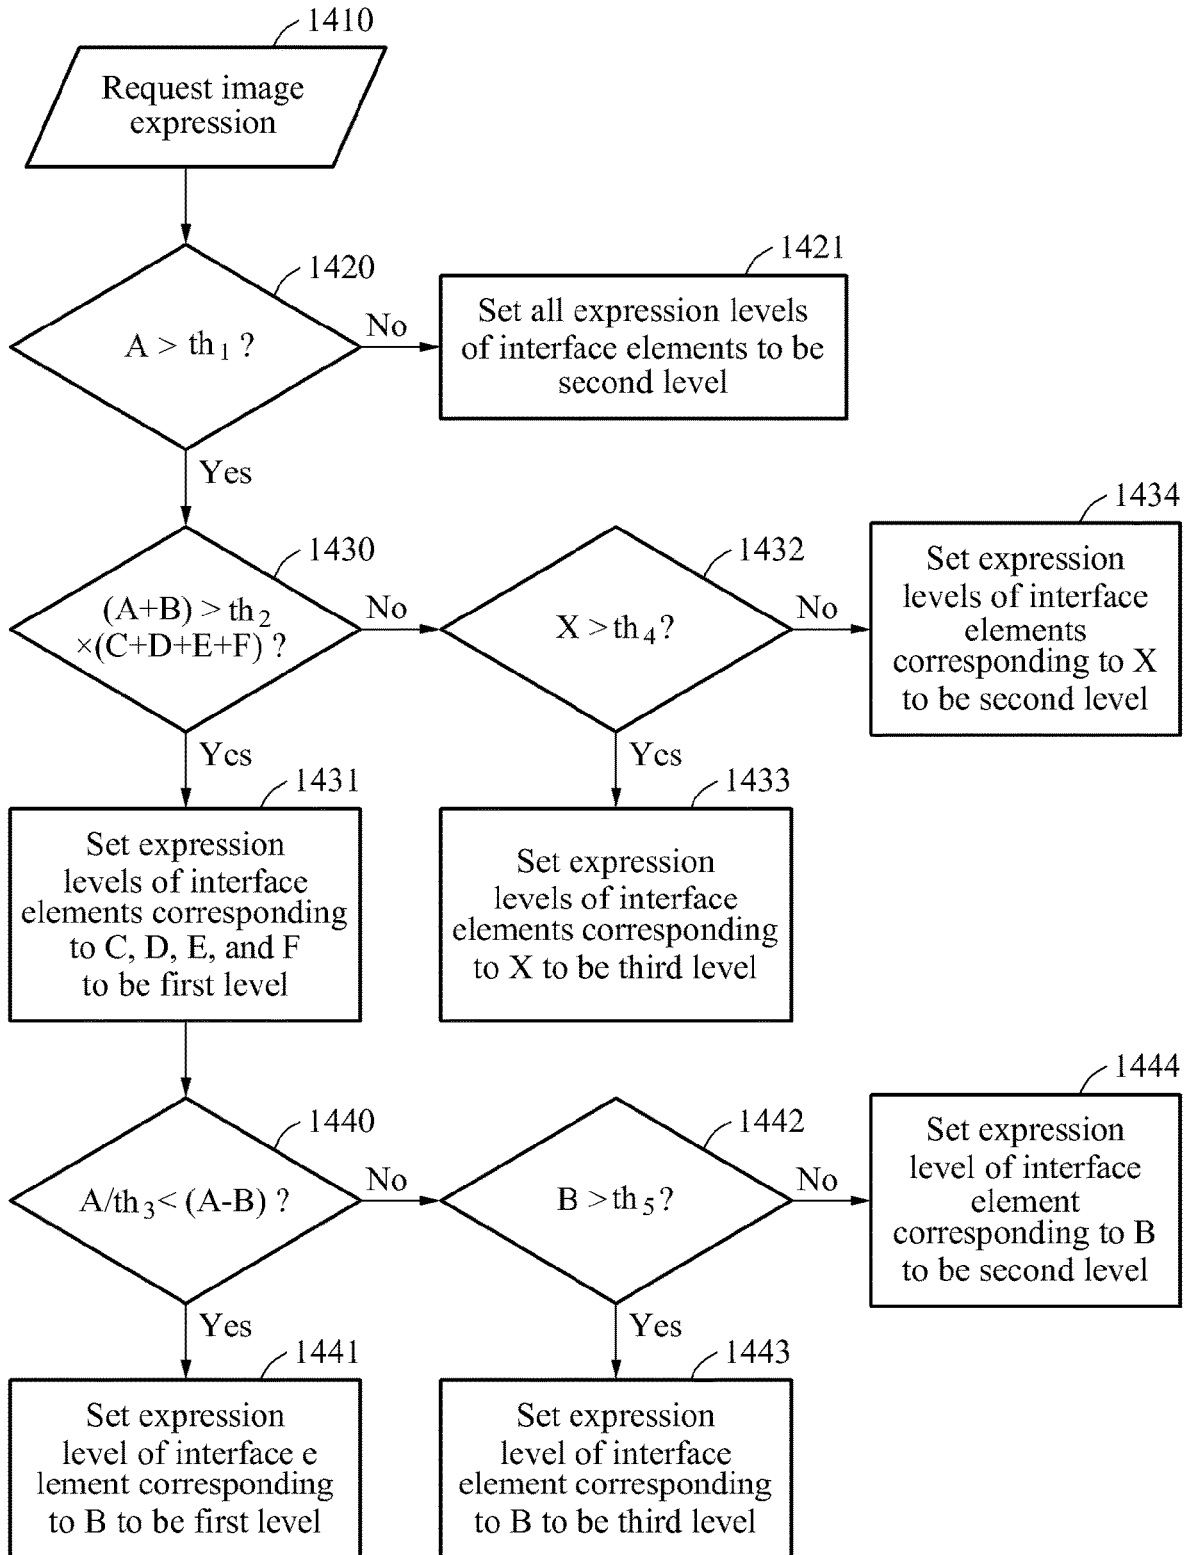 1410
Request image
expression
1420
A > th1 ?
No
1421
Set all expression levels
of interface elements to be
second level
Yes
1430
(A+B) > th2
×(C+D+E+F) ?
No
1432
X > th4?
No
1434
Set expression
levels of interface
elements
corresponding to X
to be second level
Yes
1431
Set expression
levels of interface
elements corresponding
to C, D, E, and F
to be first level
Yes
1433
Set expression
levels of interface
elements corresponding
to X to be third level
1440
A/th3< (A-B) ?
No
1442
B > th5?
No
1444
Set expression
level of interface
element
corresponding to B
to be second level
Yes
1441
Set expression
level of interface e
lement corresponding
to B to be first level
Yes
1443
Set expression
level of interface
element corresponding
to B to be third level